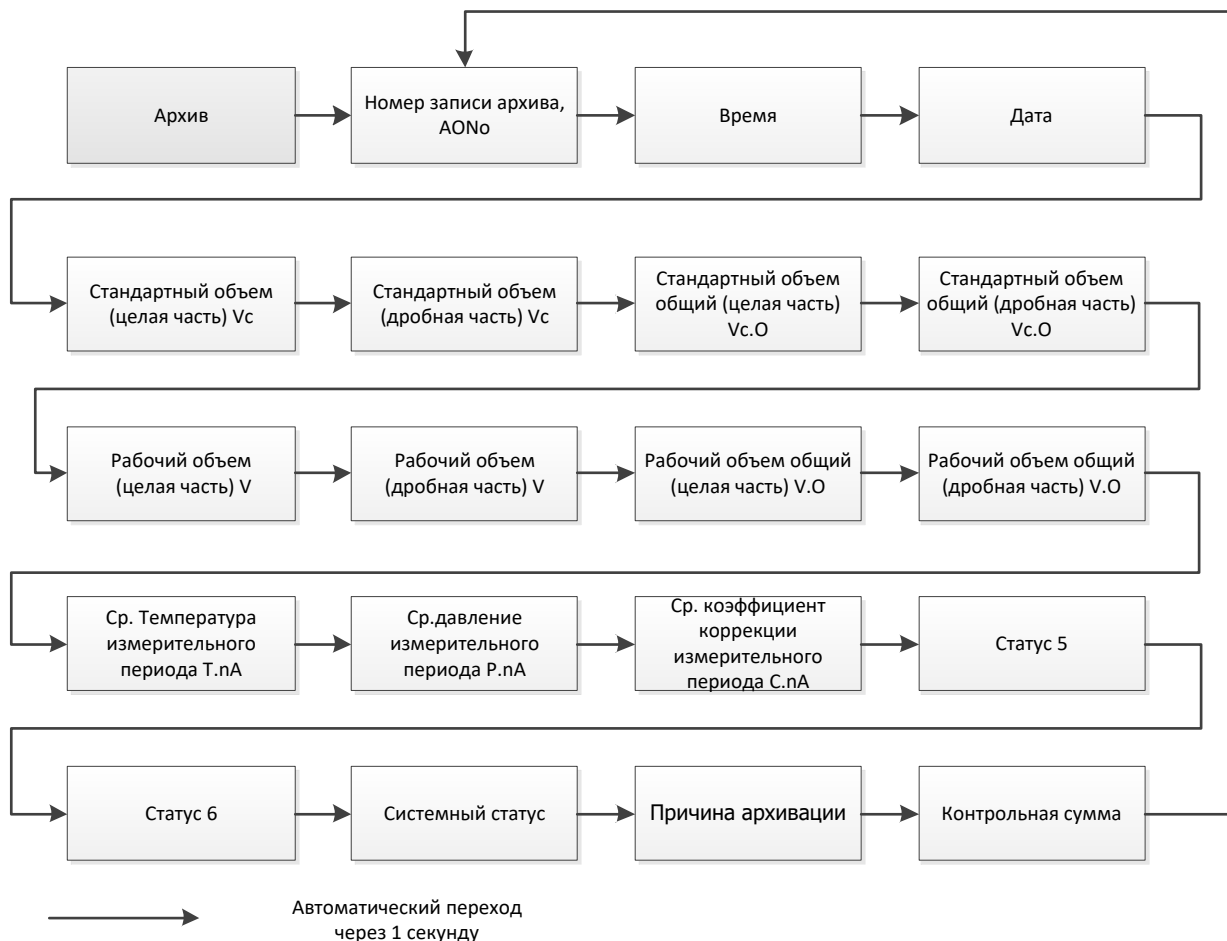 Архив
Номер записи архива,
AONo
Время
Дата
Стандартный объем
(целая часть) Vc
Стандартный объем
(дробная часть) Vc
Стандартный объем
общий (целая часть)
Vc.O
Стандартный объем
общий (дробная часть)
Vc.O
Рабочий объем
(целая часть) V
Рабочий объем
(дробная часть) V
Рабочий объем общий
(целая часть) V.O
Рабочий объем общий
(дробная часть) V.O
Ср. Температура
измерительного
периода T.nA
Ср.давление
измерительного
периода P.nA
Ср. коэффициент
коррекции
измерительного
периода C.nA
Статус 5
Статус 6
Системный статус
Причина архивации
Контрольная сумма
Автоматический переход
через 1 секунду